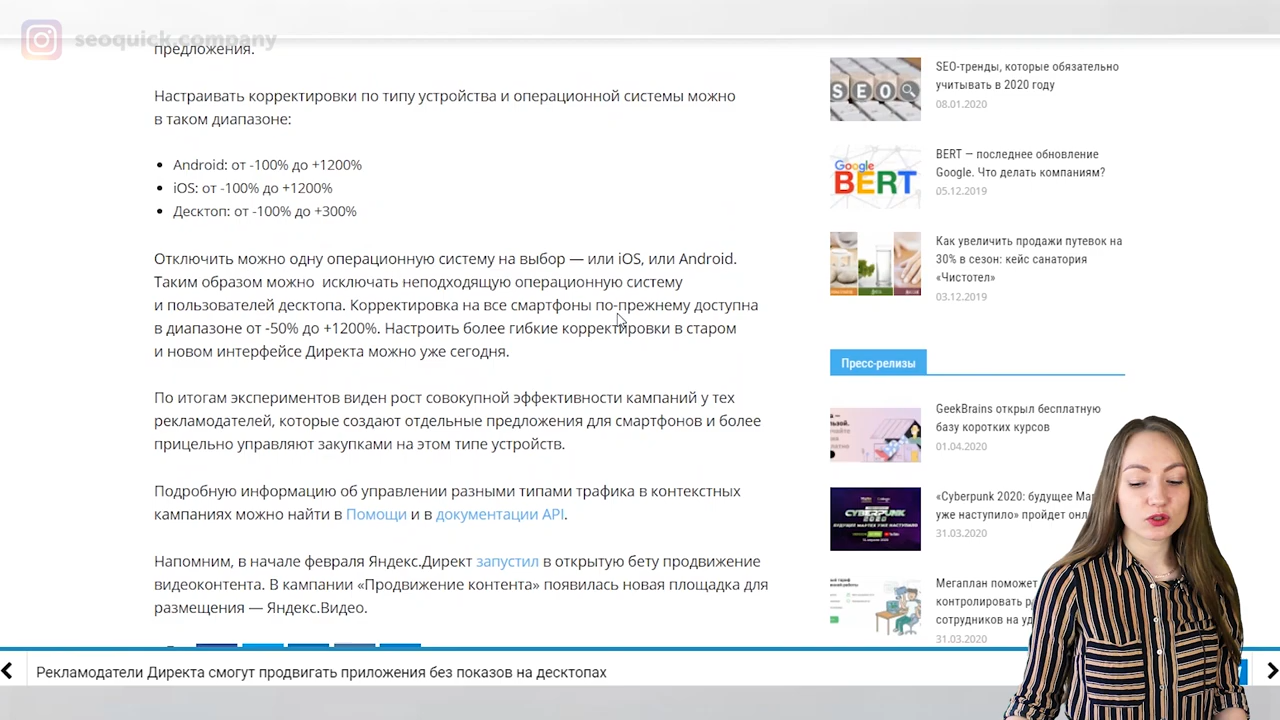 seoquick.company
предложения.
Настраивать корректировки по типу устройства и операционной системы можно
в таком диапазоне:
Android: от -100% до +1200%
iOS: от -100% до +1200%
Десктоп: от -100% до +300%
Отключить можно одну операционную систему на выбор — или iOS, или Android.
Таким образом можно исключать неподходящую операционную систему
и пользователей десктопа. Корректировка на все смартфоны по-прежнему доступна
в диапазоне от -50% до +1200%. Настроить более гибкие корректировки в старом
и новом интерфейсе Директа можно уже сегодня.
По итогам экспериментов виден рост совокупной эффективности кампаний у тех
рекламодателей, которые создают отдельные предложения для смартфонов и более
прицельно управляют закупками на этом типе устройств.
Подробную информацию об управлении разными типами трафика в контекстных
кампаниях можно найти в Помощи и в документации API.
Напомним, в начале февраля Яндекс.Директ запустил в открытую бету продвижение
видеоконтента. В кампании «Продвижение контента» появилась новая площадка для
размещения — Яндекс.Видео.
SEO
SEO-тренды, которые обязательно
учитывать в 2020 году
08.01.2020
Google
BERT
BERT — последнее обновление
Google. Что делать компаниям?
05.12.2019
Как увеличить продажи путевок на
30% в сезон: кейс санатория
«Чистотел»
03.12.2019
Пресс-релизы
GeekBrains открыл бесплатную
базу коротких курсов
01.04.2020
CYBERPUNK
«Cyberpunk 2020: будущее
уже наступило» пройдет
31.03.2020
Мегаплан поможет
контролировать
сотрудников на
31.03.2020
Рекламодатели Директа смогут продвигать приложения без показов на десктопах